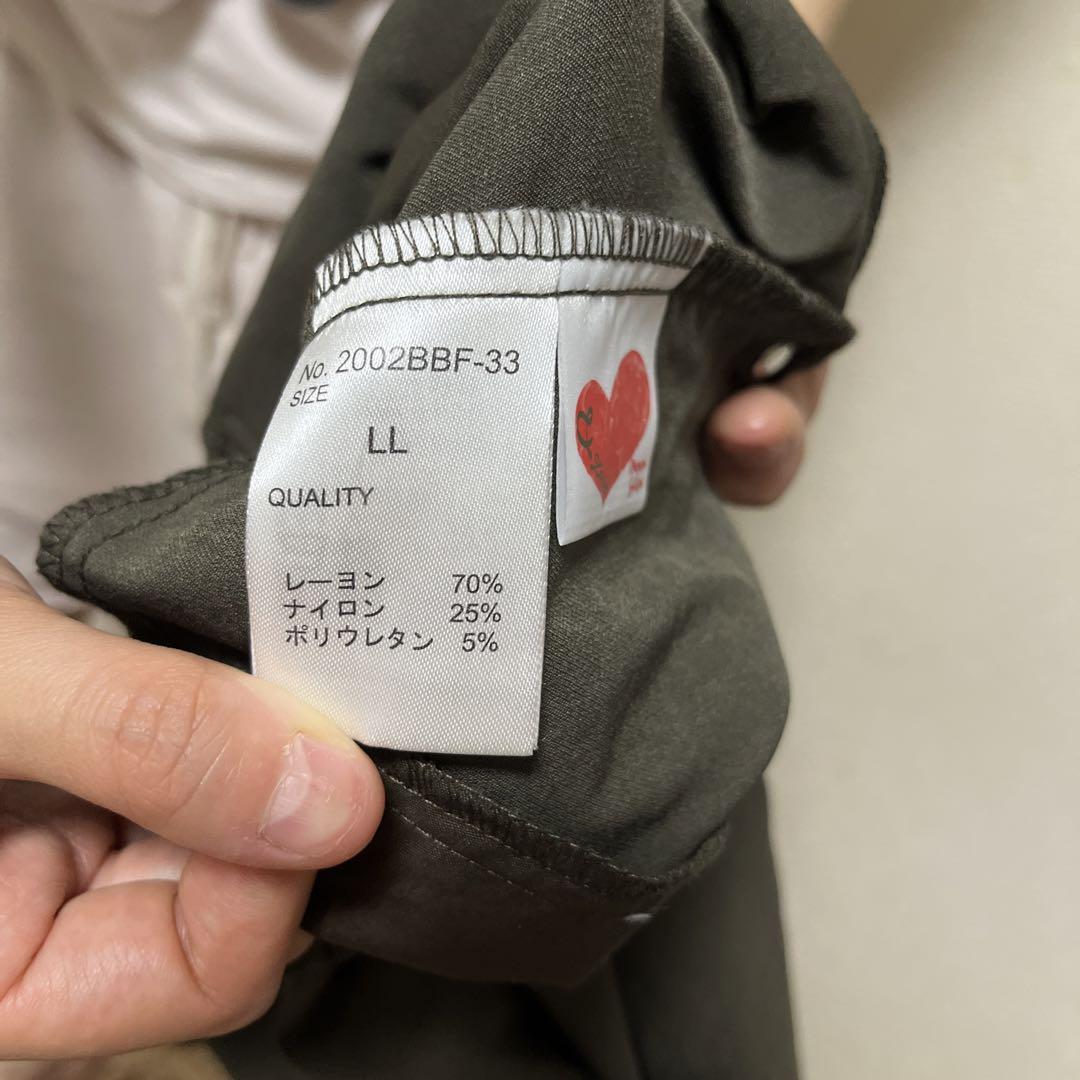 No. 2002BBF-33
SIZE
LL
QUALITY
レーヨン 70%
ナイロン 25%
ポリウレタン 5%